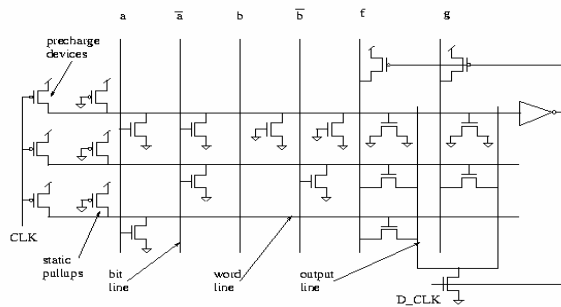 a a̅ b b̅ f g
precharge
devices
CLK
static
pullups
bit
line
word
line
output
line
D_CLK